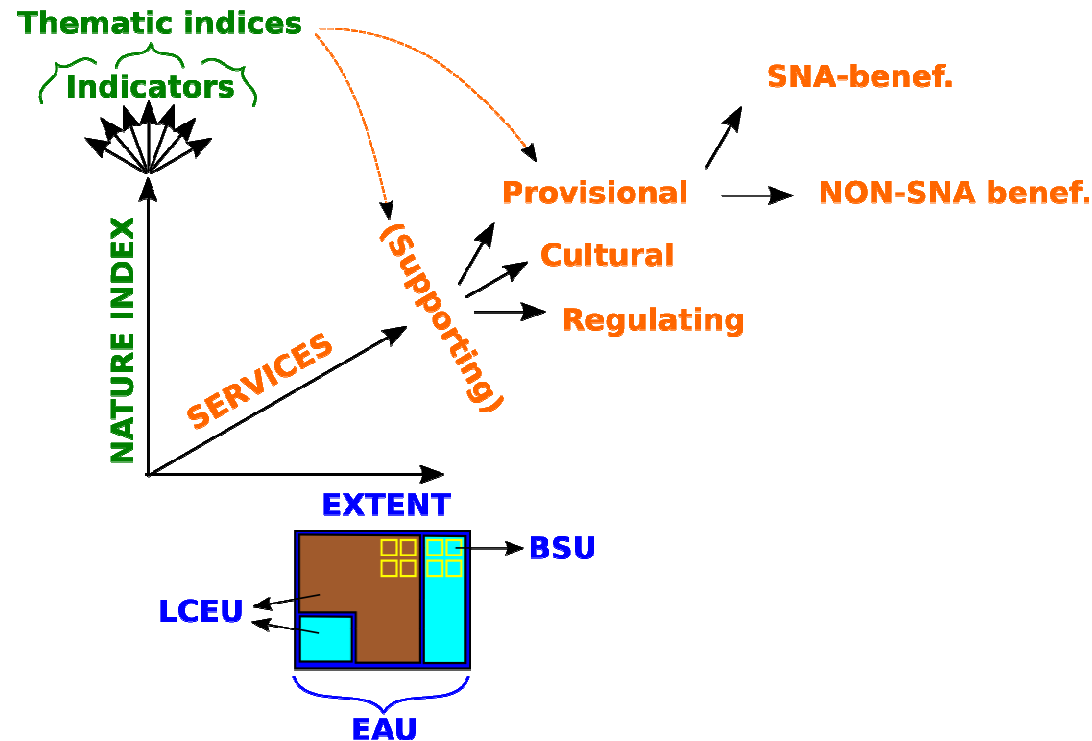 Thematic indices
Indicators
SNA-benef.
Provisional
NON-SNA benef.
(Supporting)
Cultural
Regulating
NATURE INDEX
SERVICES
EXTENT
BSU
LCEU
EAU